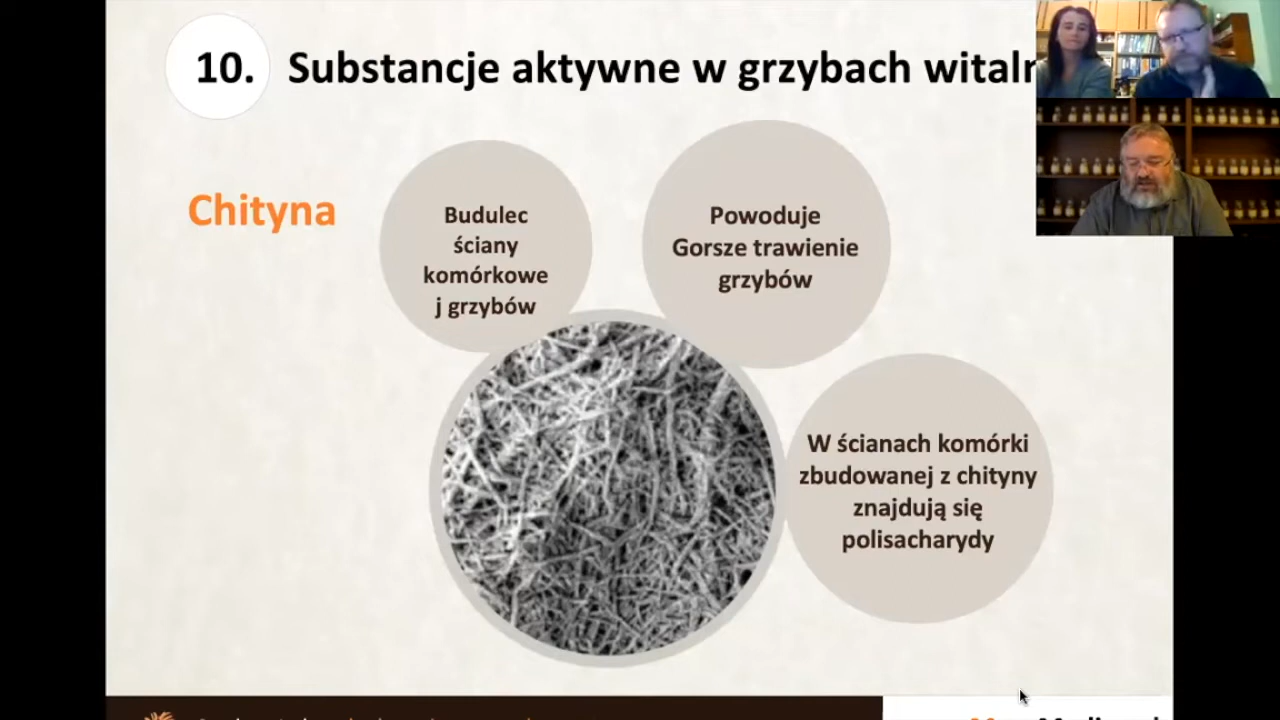 10. Substancje aktywne w grzybach
Chityna
Budulec
ściany
komórkowe
j grzybów
Powoduje
Gorsze trawienie
grzybów
W ścianach komórki
zbudowanej z chityny
znajdują się
polisacharydy